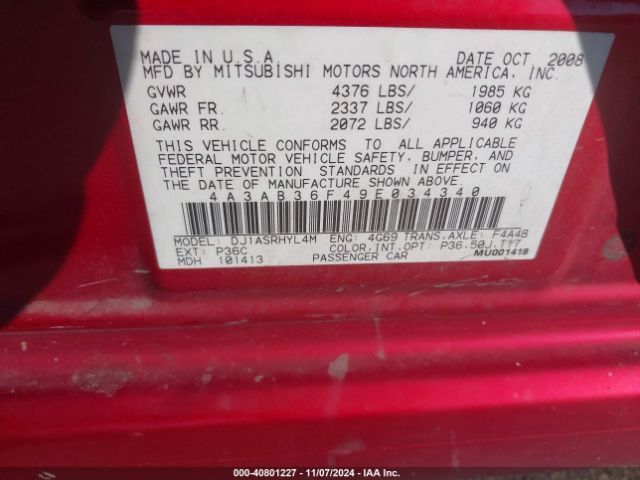 MADE IN U.S.A. DATE OCT. 2008
MFD BY MITSUBISHI MOTORS NORTH AMERICA, INC.
GVWR 4376 LBS/ 1985 KG
GAWR FR. 2337 LBS/ 1060 KG
GAWR RR. 2072 LBS/ 940 KG
THIS VEHICLE CONFORMS TO ALL APPLICABLE
FEDERAL MOTOR VEHICLE SAFETY, BUMPER, AND
THEFT PREVENTION STANDARDS IN EFFECT ON
THE DATE OF MANUFACTURE SHOWN ABOVE.
4A3AB36F49E034340
MODEL: DJ1ASRHYL4M ENG: 4G69 TRANS.AXLE: F4A4B
EXT: P36C COLOR.INT.OPT: P36.50J.T17
MDH 101413 PASSENGER CAR MU001418
000-40801227 — 11/07/2024 — IAA Inc.